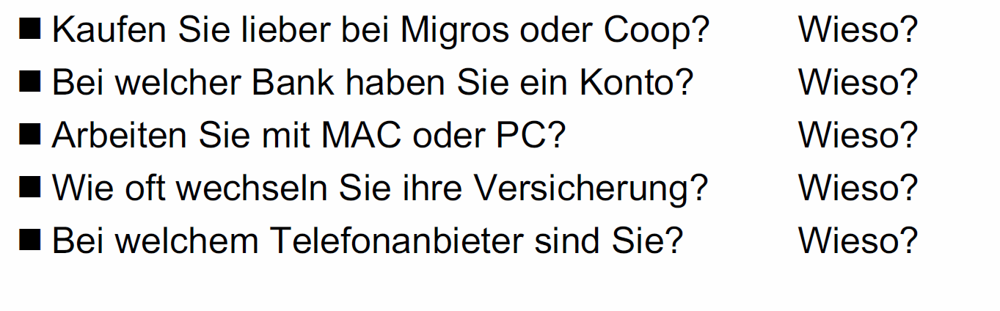 ■ Kaufen Sie lieber bei Migros oder Coop? Wieso?
■ Bei welcher Bank haben Sie ein Konto? Wieso?
■ Arbeiten Sie mit MAC oder PC? Wieso?
■ Wie oft wechseln Sie ihre Versicherung? Wieso?
■ Bei welchem Telefonanbieter sind Sie? Wieso?